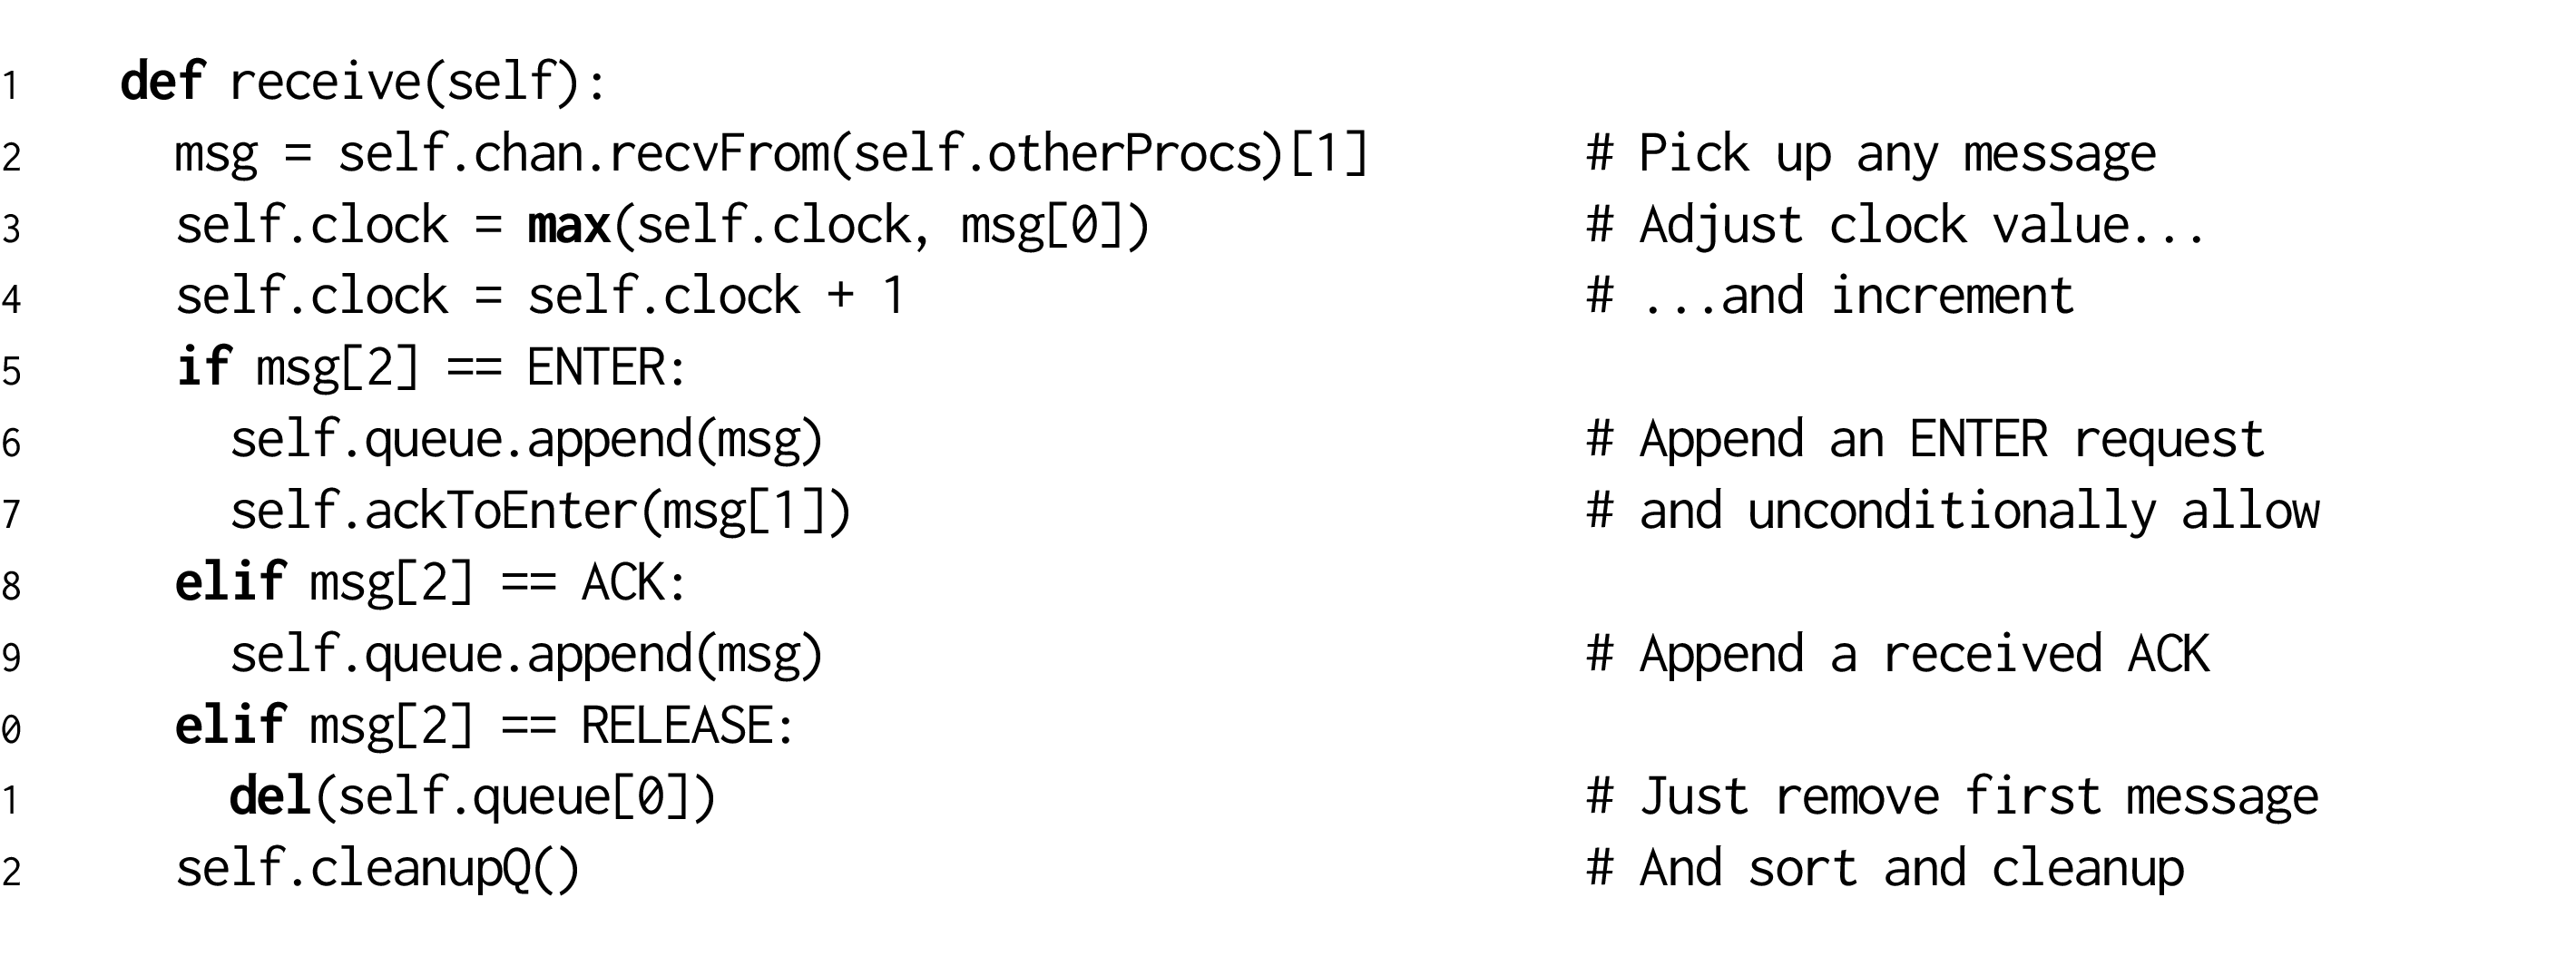 1 def receive(self):
2 msg = self.chan.recvFrom(self.otherProcs)[1] # Pick up any message
3 self.clock = max(self.clock, msg[0]) # Adjust clock value...
4 self.clock = self.clock + 1 # ...and increment
5 if msg[2] == ENTER:
6 self.queue.append(msg) # Append an ENTER request
7 self.ackToEnter(msg[1]) # and unconditionally allow
8 elif msg[2] == ACK:
9 self.queue.append(msg) # Append a received ACK
0 elif msg[2] == RELEASE:
1 del(self.queue[0]) # Just remove first message
2 self.cleanupQ() # And sort and cleanup